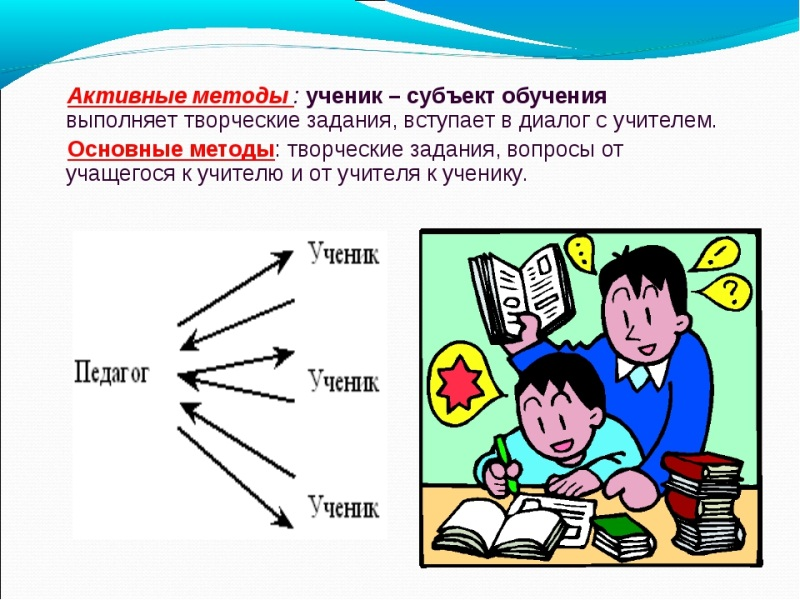 Активные методы : ученик – субъект обучения
выполняет творческие задания, вступает в диалог с учителем.
Основные методы: творческие задания, вопросы от
учащегося к учителю и от учителя к ученику.
Ученик
Педагог
Ученик
Ученик
!
?